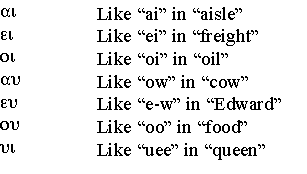 αι Like “ai” in “aisle”
ει Like “ei” in “freight”
οι Like “oi” in “oil”
αυ Like “ow” in “cow”
ευ Like “e-w” in “Edward”
ου Like “oo” in “food”
υι Like “uee” in “queen”